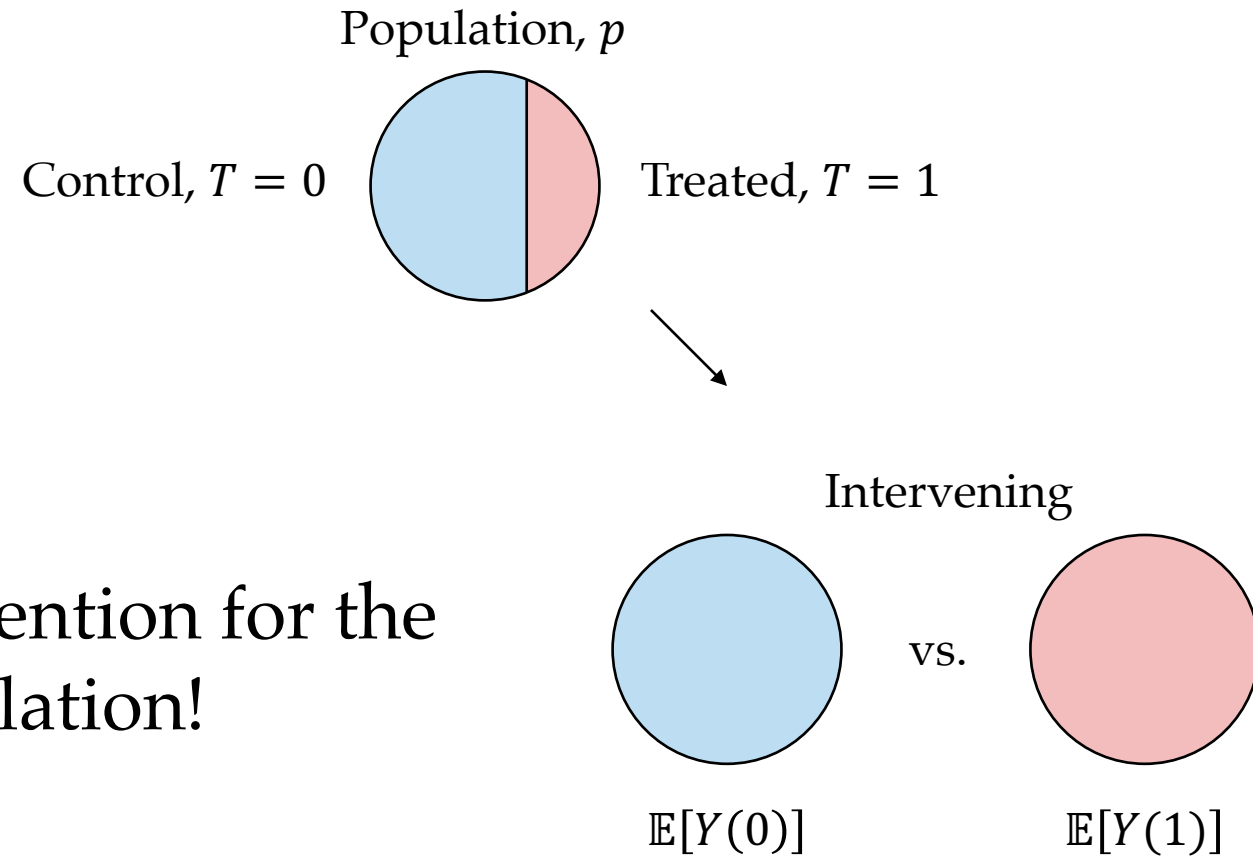 Population, p
Control, T = 0
Treated, T = 1
Intervening
ention for the
lation!
vs.
𝔼[Y(0)]
𝔼[Y(1)]